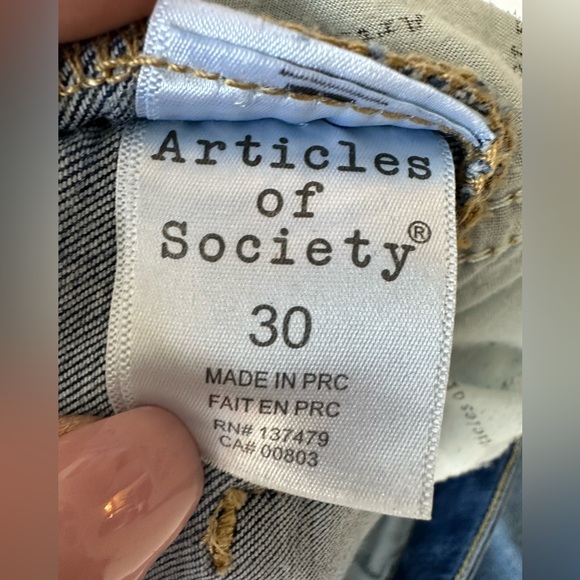 Articles
of
Society®
30
MADE IN PRC
FAIT EN PRC
RN# 137479
CA# 00803